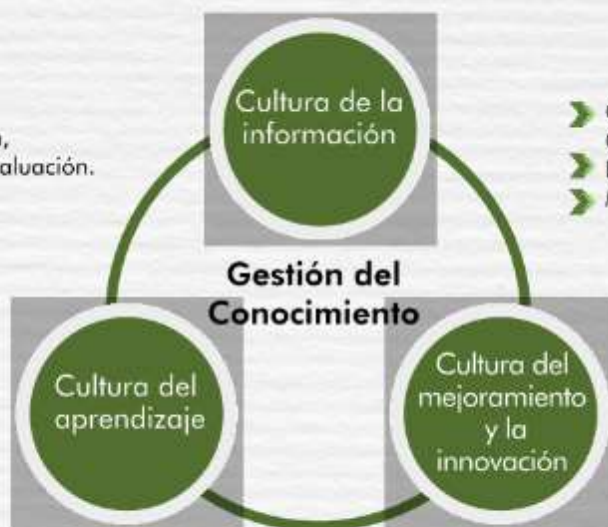 Cultura de la
información
aluación.
Gestión del
Conocimiento
Cultura del
aprendizaje
Cultura del
mejoramiento
y la
innovación